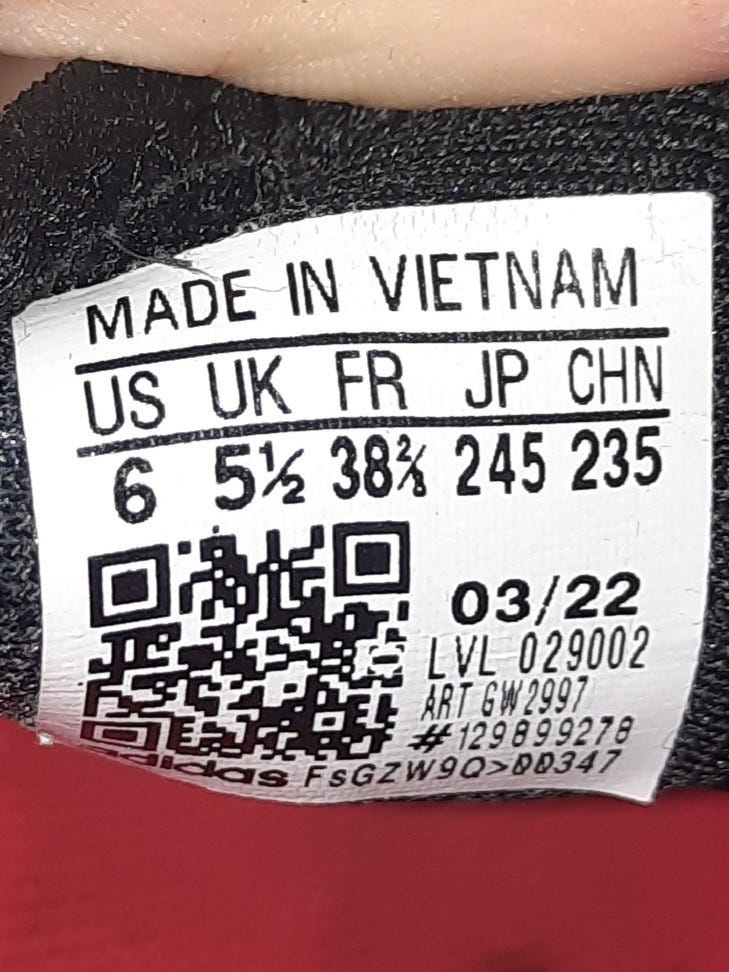 MADE IN VIETNAM
US UK FR JP CHN
6 5½ 38⅔ 245 235
03/22
LVL 029002
ART GW2997
#129899278
adidas FsGZW9Q>00347